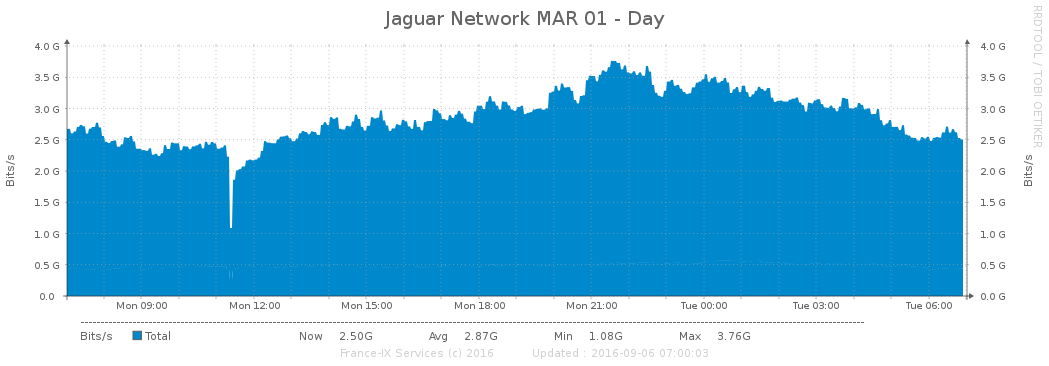 Jaguar Network MAR 01 - Day
RRDTOOL / TOBI OETIKER
Bits/s
4.0 G 4.0 G
3.5 G 3.5 G
3.0 G 3.0 G
2.5 G 2.5 G
2.0 G 2.0 G
1.5 G 1.5 G
1.0 G 1.0 G
0.5 G 0.5 G
0.0 0.0 G
Bits/s
Mon 09:00 Mon 12:00 Mon 15:00 Mon 18:00 Mon 21:00 Tue 00:00 Tue 03:00 Tue 06:00
Bits/s Total Now 2.50G Avg 2.87G Min 1.08G Max 3.76G
France-IX Services (c) 2016 Updated : 2016-09-06 07:00:03